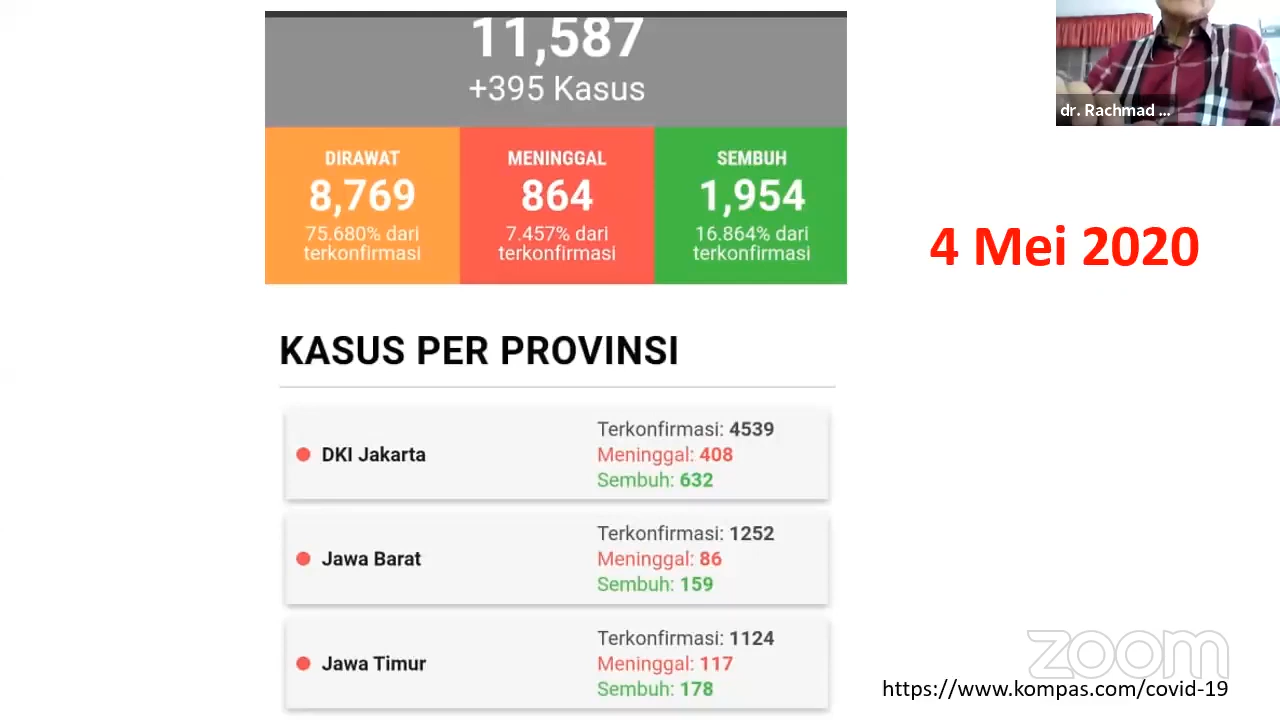 11,587
+395 Kasus
DIRAWAT
8,769
75.680% dari
terkonfirmasi
MENINGGAL
864
7.457% dari
terkonfirmasi
SEMBUH
1,954
16.864% dari
terkonfirmasi
dr. Rachmad ...
4 Mei 2020
KASUS PER PROVINSI
DKI Jakarta
Terkonfirmasi: 4539
Meninggal: 408
Sembuh: 632
Jawa Barat
Terkonfirmasi: 1252
Meninggal: 86
Sembuh: 159
Jawa Timur
Terkonfirmasi: 1124
Meninggal: 117
Sembuh: 178
zoom
https://www.kompas.com/covid-19